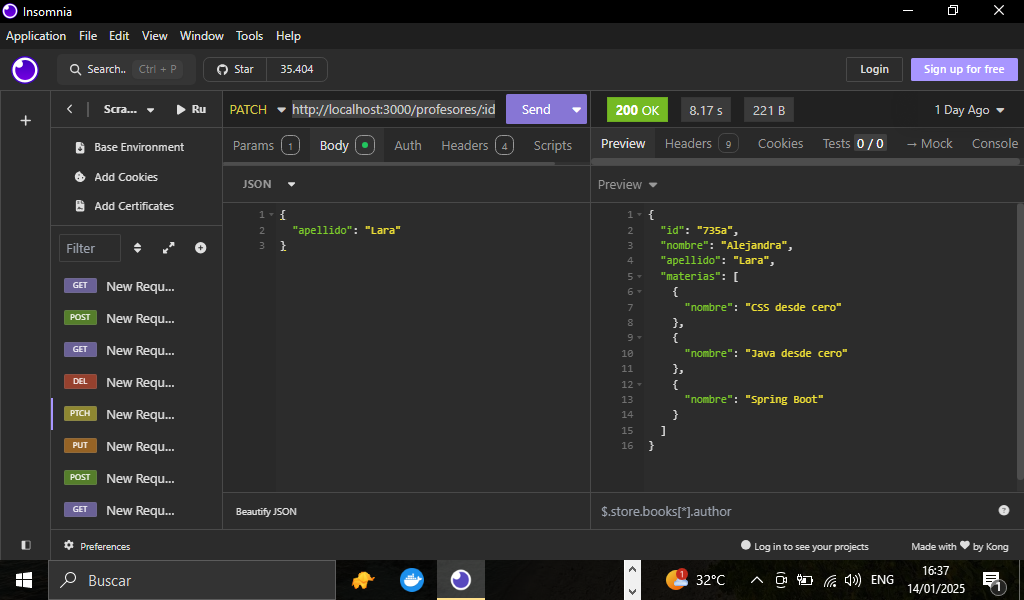 Insomnia
Application File Edit View Window Tools Help
Search.. Ctrl + P Star 35.404 Login Sign up for free
Scra... Ru
Base Environment
Add Cookies
Add Certificates
Filter
GET New Requ...
POST New Requ...
GET New Requ...
DEL New Requ...
PTCH New Requ...
PUT New Requ...
POST New Requ...
GET New Requ...
PATCH http://localhost:3000/profesores/:id Send
Params 1 Body Auth Headers 4 Scripts
JSON
1 {
2 "apellido": "Lara"
3 }
Beautify JSON
200 OK 8.17 s 221 B 1 Day Ago
Preview Headers 9 Cookies Tests 0 / 0 → Mock Console
Preview
1 {
2 "id": "735a",
3 "nombre": "Alejandra",
4 "apellido": "Lara",
5 "materias": [
6 {
7 "nombre": "CSS desde cero"
8 },
9 {
10 "nombre": "Java desde cero"
11 },
12 {
13 "nombre": "Spring Boot"
14 }
15 ]
16 }
$.store.books[*].author
Preferences Log in to see your projects Made with ❤ by Kong
Buscar 1 32°C ENG 16:37
14/01/2025 1